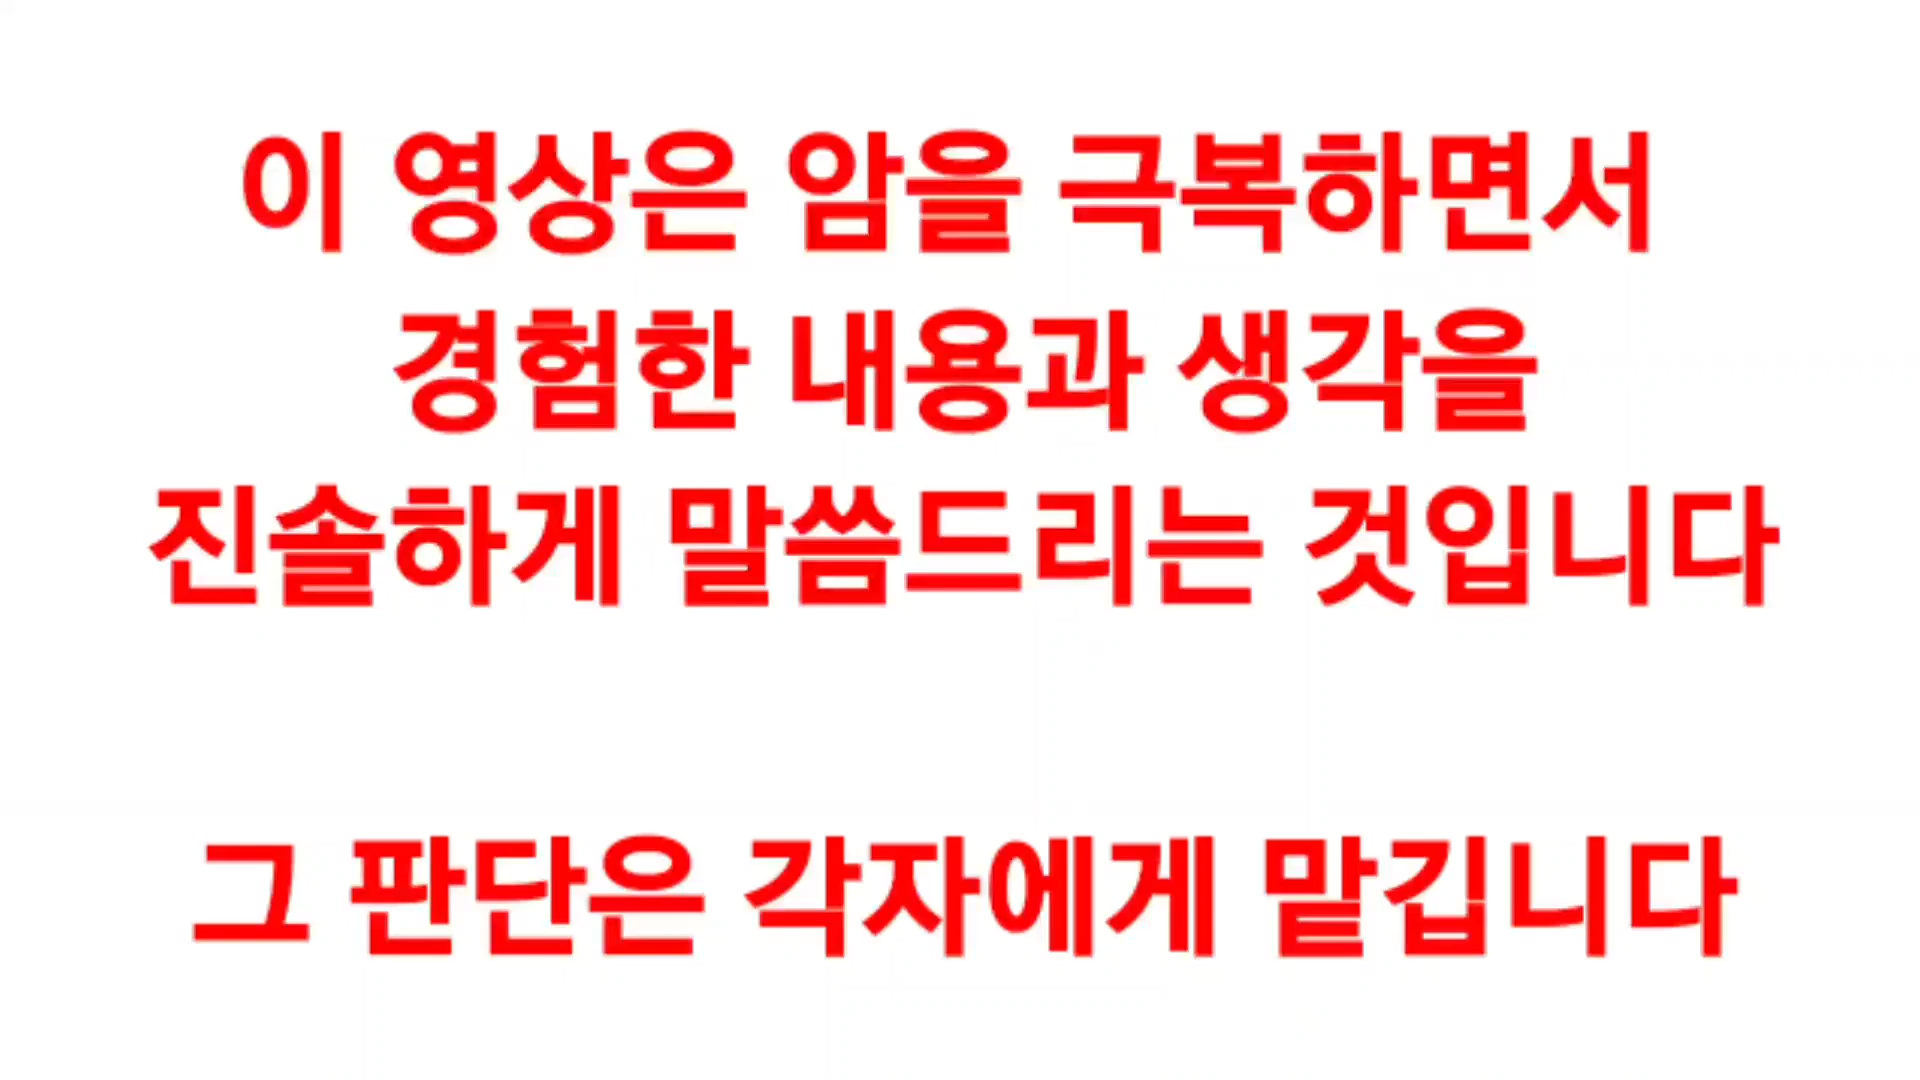 이 영상은 암을 극복하면서
경험한 내용과 생각을
진솔하게 말씀드리는 것입니다
그 판단은 각자에게 맡깁니다